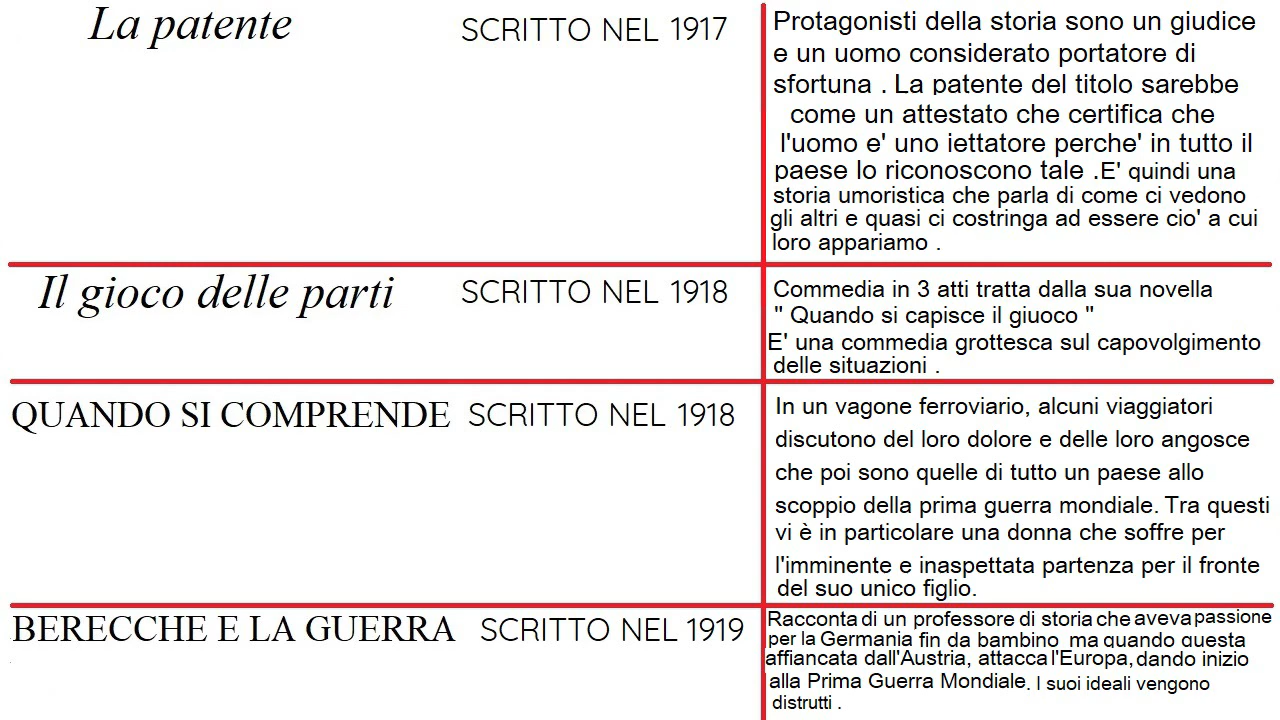 La patente
SCRITTO NEL 1917
Protagonisti della storia sono un giudice
e un uomo considerato portatore di
sfortuna . La patente del titolo sarebbe
come un attestato che certifica che
l'uomo e' uno iettatore perche' in tutto il
paese lo riconoscono tale .E' quindi una
storia umoristica che parla di come ci vedono
gli altri e quasi ci costringa ad essere cio' a cui
loro appariamo .
Il gioco delle parti
SCRITTO NEL 1918
Commedia in 3 atti tratta dalla sua novella
" Quando si capisce il giuoco "
E' una commedia grottesca sul capovolgimento
delle situazioni .
QUANDO SI COMPRENDE
SCRITTO NEL 1918
In un vagone ferroviario, alcuni viaggiatori
discutono del loro dolore e delle loro angosce
che poi sono quelle di tutto un paese allo
scoppio della prima guerra mondiale. Tra questi
vi è in particolare una donna che soffre per
l'imminente e inaspettata partenza per il fronte
del suo unico figlio.
BERECCHE E LA GUERRA
SCRITTO NEL 1919
Racconta di un professore di storia che aveva passione
per la Germania fin da bambino, ma quando questa
affiancata dall'Austria, attacca l'Europa, dando inizio
alla Prima Guerra Mondiale. I suoi ideali vengono
distrutti .